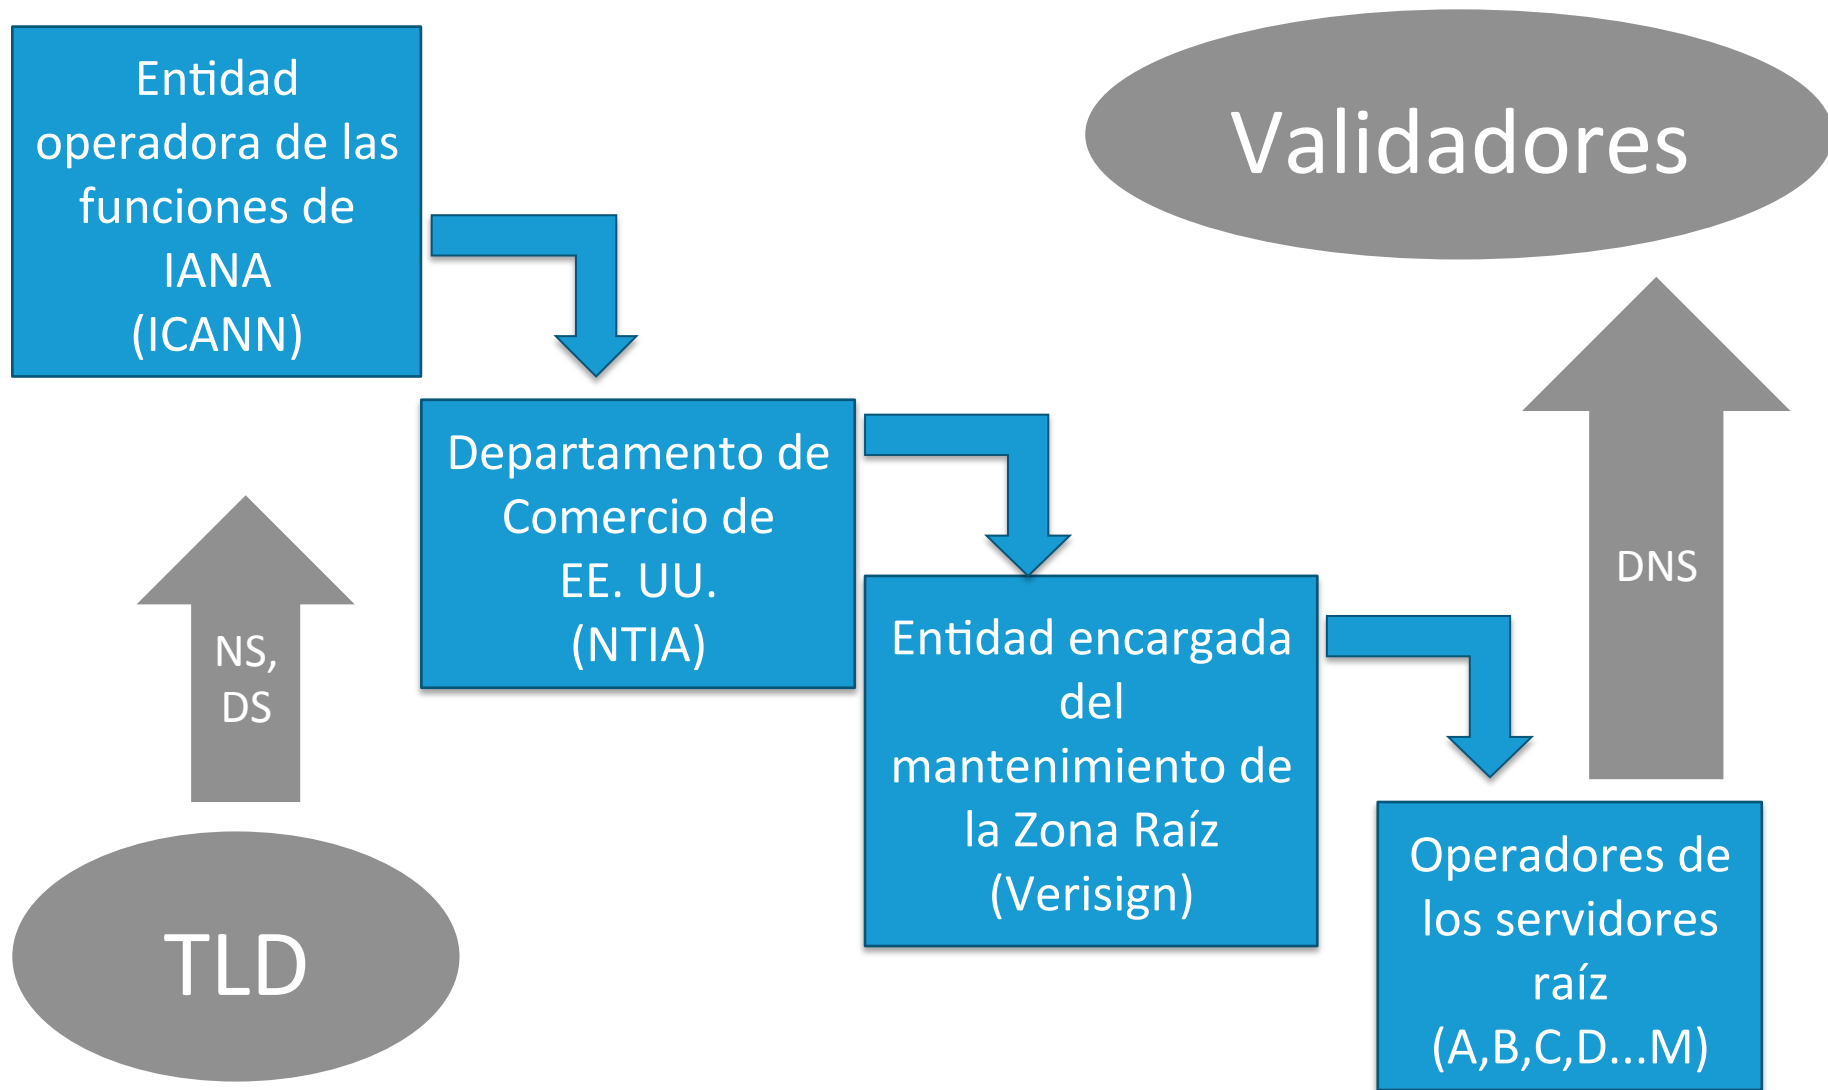 Entidad
operadora de las
funciones de
IANA
(ICANN)
Validadores
Departamento de
Comercio de
EE. UU.
(NTIA)
DNS
NS,
DS
Entidad encargada
del
mantenimiento de
la Zona Raíz
(Verisign)
TLD
Operadores de
los servidores
raíz
(A,B,C,D...M)